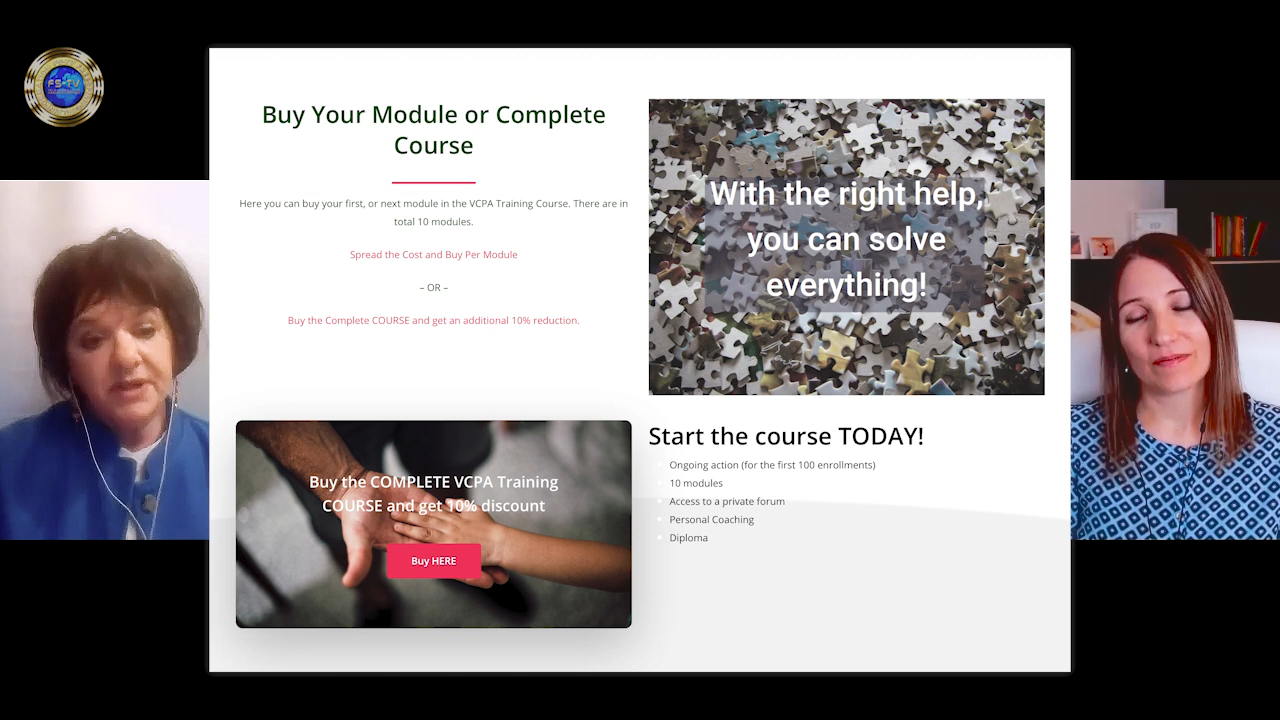 FS-TV
Buy Your Module or Complete
Course
Here you can buy your first, or next module in the VCPA Training Course. There are in
total 10 modules.
Spread the Cost and Buy Per Module
– OR –
Buy the Complete COURSE and get an additional 10% reduction.
With the right help,
you can solve
everything!
Buy the COMPLETE VCPA Training
COURSE and get 10% discount
Buy HERE
Start the course TODAY!
Ongoing action (for the first 100 enrollments)
10 modules
Access to a private forum
Personal Coaching
Diploma